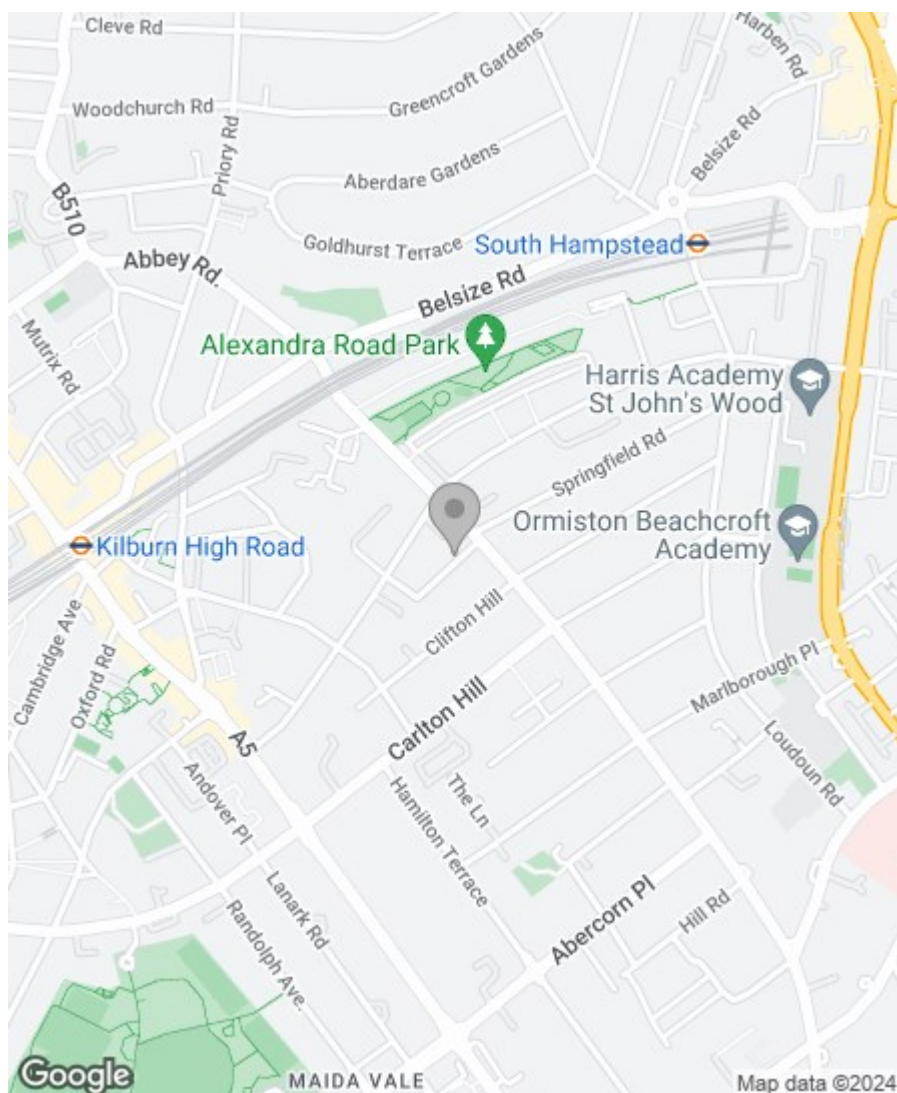 Cleve Rd
Harben Rd
Greencroft Gardens
Woodchurch Rd
Priory Rd
Belsize Rd
Aberdare Gardens
B510
Goldhurst Terrace
South Hampstead
Abbey Rd.
Belsize Rd
Mutrix Rd
Alexandra Road Park
Harris Academy
St John's Wood
Springfield Rd
Ormiston Beachcroft
Academy
Kilburn High Road
Clifton Hill
Cambridge Ave
Oxford Rd
Marlborough Pl
Carlton Hill
A5
Loudoun Rd
Andover Pl
The Ln
Hamilton Terrace
Lanark Rd
Abercorn Pl
Hill Rd
Randolph Ave.
Google
MAIDA VALE
Map data ©2024